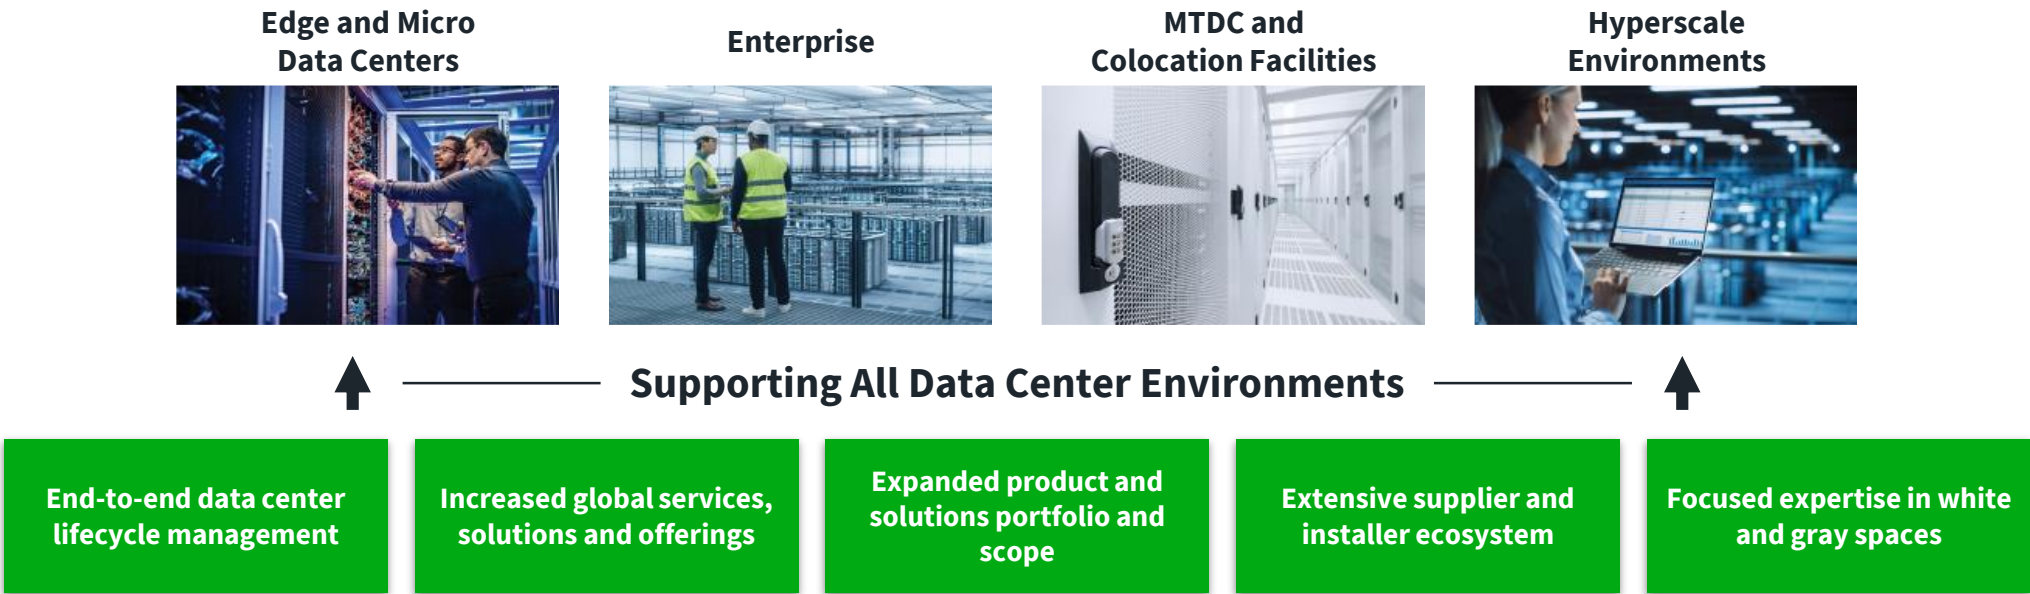 Edge and Micro
Data Centers
Enterprise
MTDC and
Colocation Facilities
Hyperscale
Environments
Supporting All Data Center Environments
End-to-end data center
lifecycle management
Increased global services,
solutions and offerings
Expanded product and
solutions portfolio and
scope
Extensive supplier and
installer ecosystem
Focused expertise in white
and gray spaces